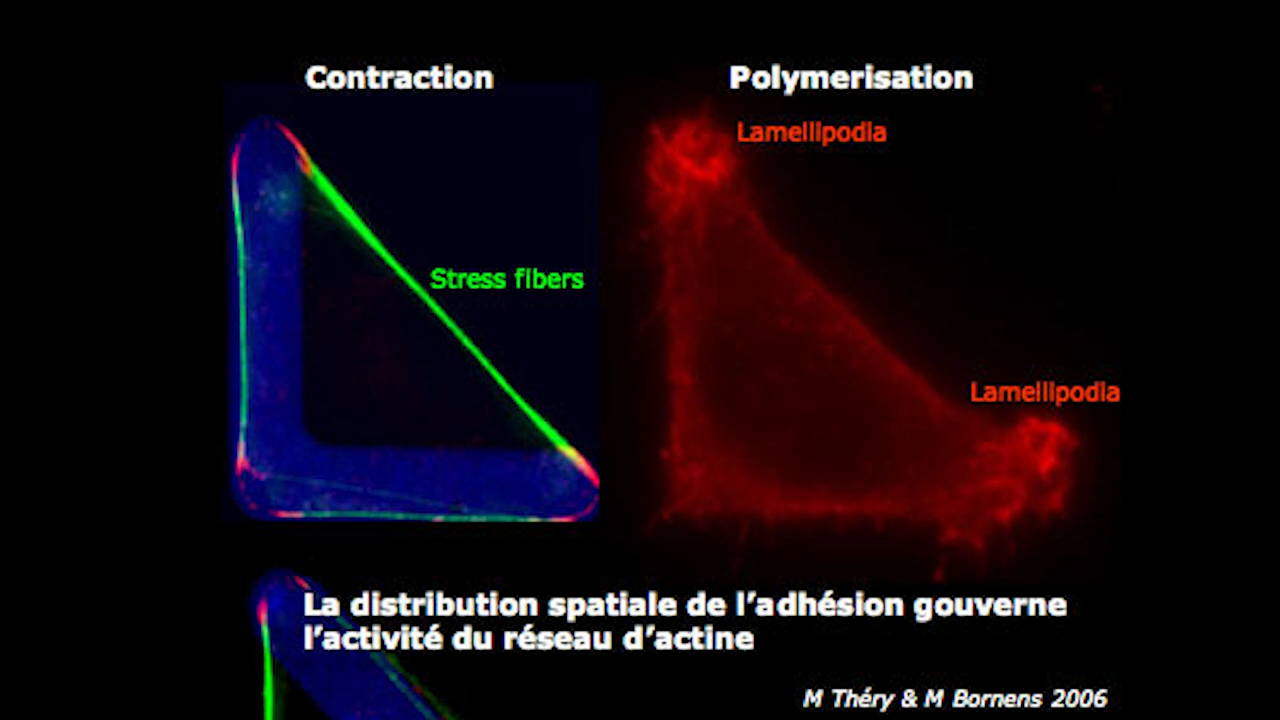 Contraction
Polymerisation
Lamellipodia
Stress fibers
Lamellipodia
La distribution spatiale de l’adhésion gouverne
l’activité du réseau d’actine
M Théry & M Bornens 2006